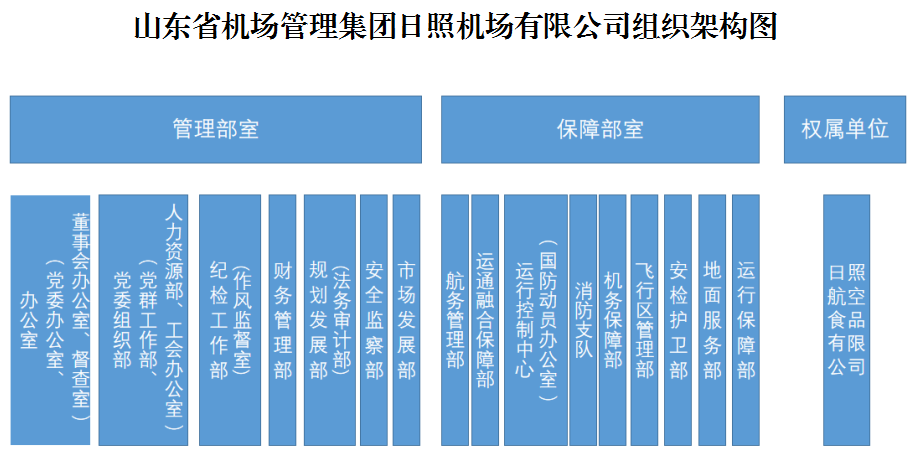 山东省机场管理集团日照机场有限公司组织架构图
管理部室
保障部室
权属单位
办公室
（党委办公室、
董事会办公室、督查室）
党委组织部
（党群工作部、
人力资源部、工会办公室）
纪检工作部
(作风监督室)
财务管理部
规划发展部
(法务审计部)
安全监察部
市场发展部
航务管理部
运通融合保障部
运行控制中心
（国防动员办公室）
消防支队
机务保障部
飞行区管理部
安检护卫部
地面服务部
运行保障部
日照
航空
食品
有限
公司